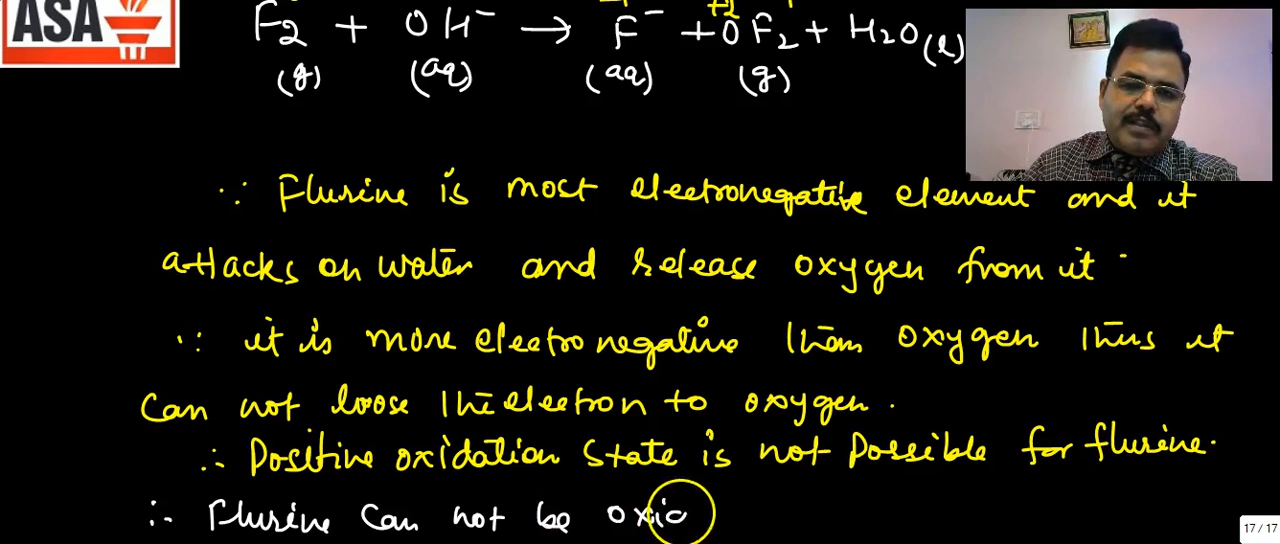 ASA
F2 + OH⁻ → F⁻ + OF2 + H2O(l)
(g) (aq) (aq) (g)
∵ Flurine is most electronegative element and it
attacks on water and release oxygen from it.
∵ it is more electronegative than oxygen thus it
can not loose the electron to oxygen.
∴ Positive oxidation state is not possible for flurine.
∴ Flurine can not be oxid
17 / 17